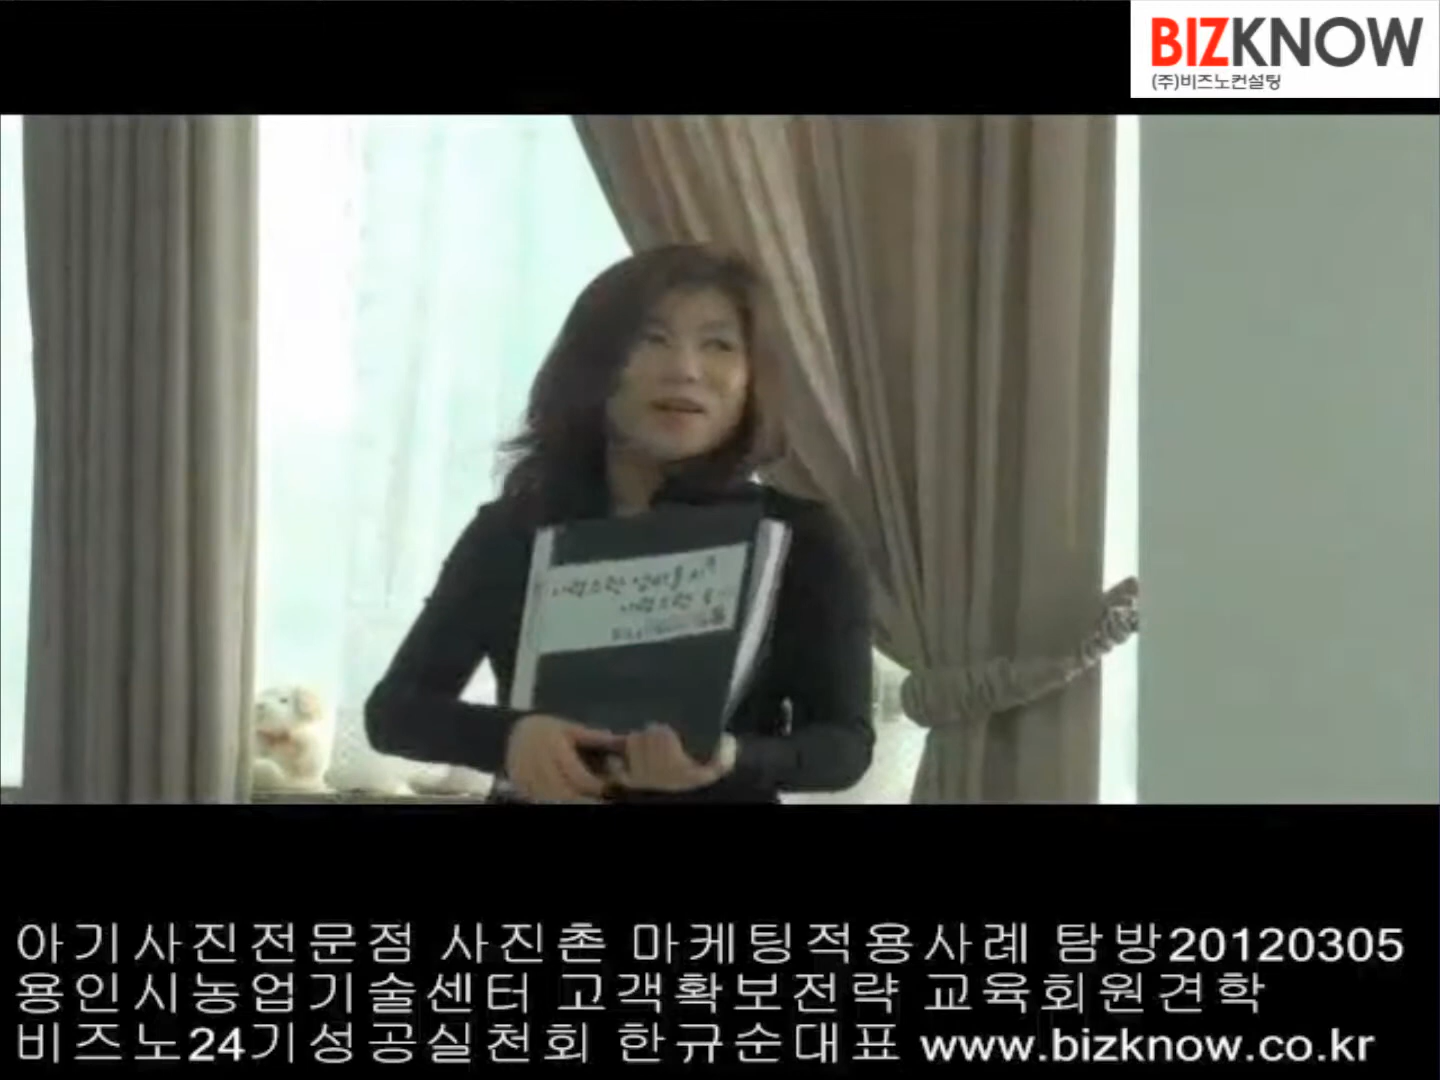 BIZKNOW
(주)비즈노컨설팅
아기사진전문점 사진촌 마케팅적용사례 탐방20120305
용인시농업기술센터 고객확보전략 교육회원견학
비즈노24기성공실천회 한규순대표 www.bizknow.co.kr